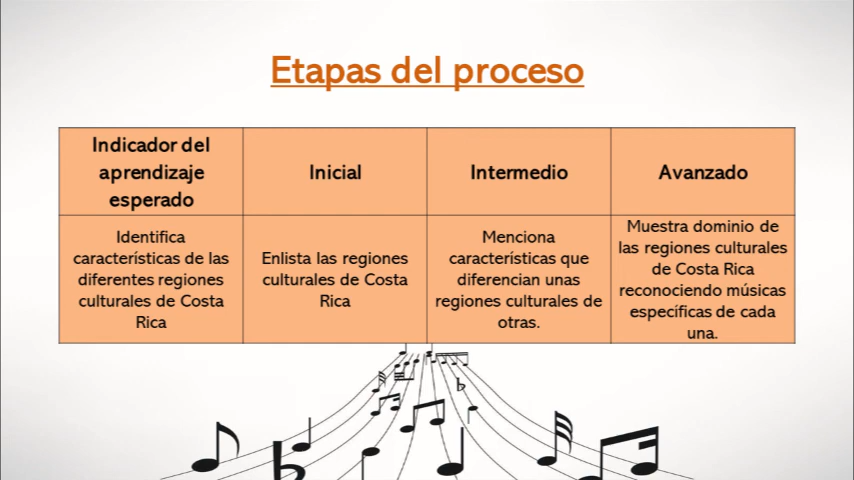 Etapas del proceso
Indicador del
aprendizaje
esperado
Inicial
Intermedio
Avanzado
Identifica
características de las
diferentes regiones
culturales de Costa
Rica
Enlista las regiones
culturales de Costa
Rica
Menciona
características que
diferencian unas
regiones culturales de
otras.
Muestra dominio de
las regiones culturales
de Costa Rica
reconociendo músicas
específicas de cada
una.